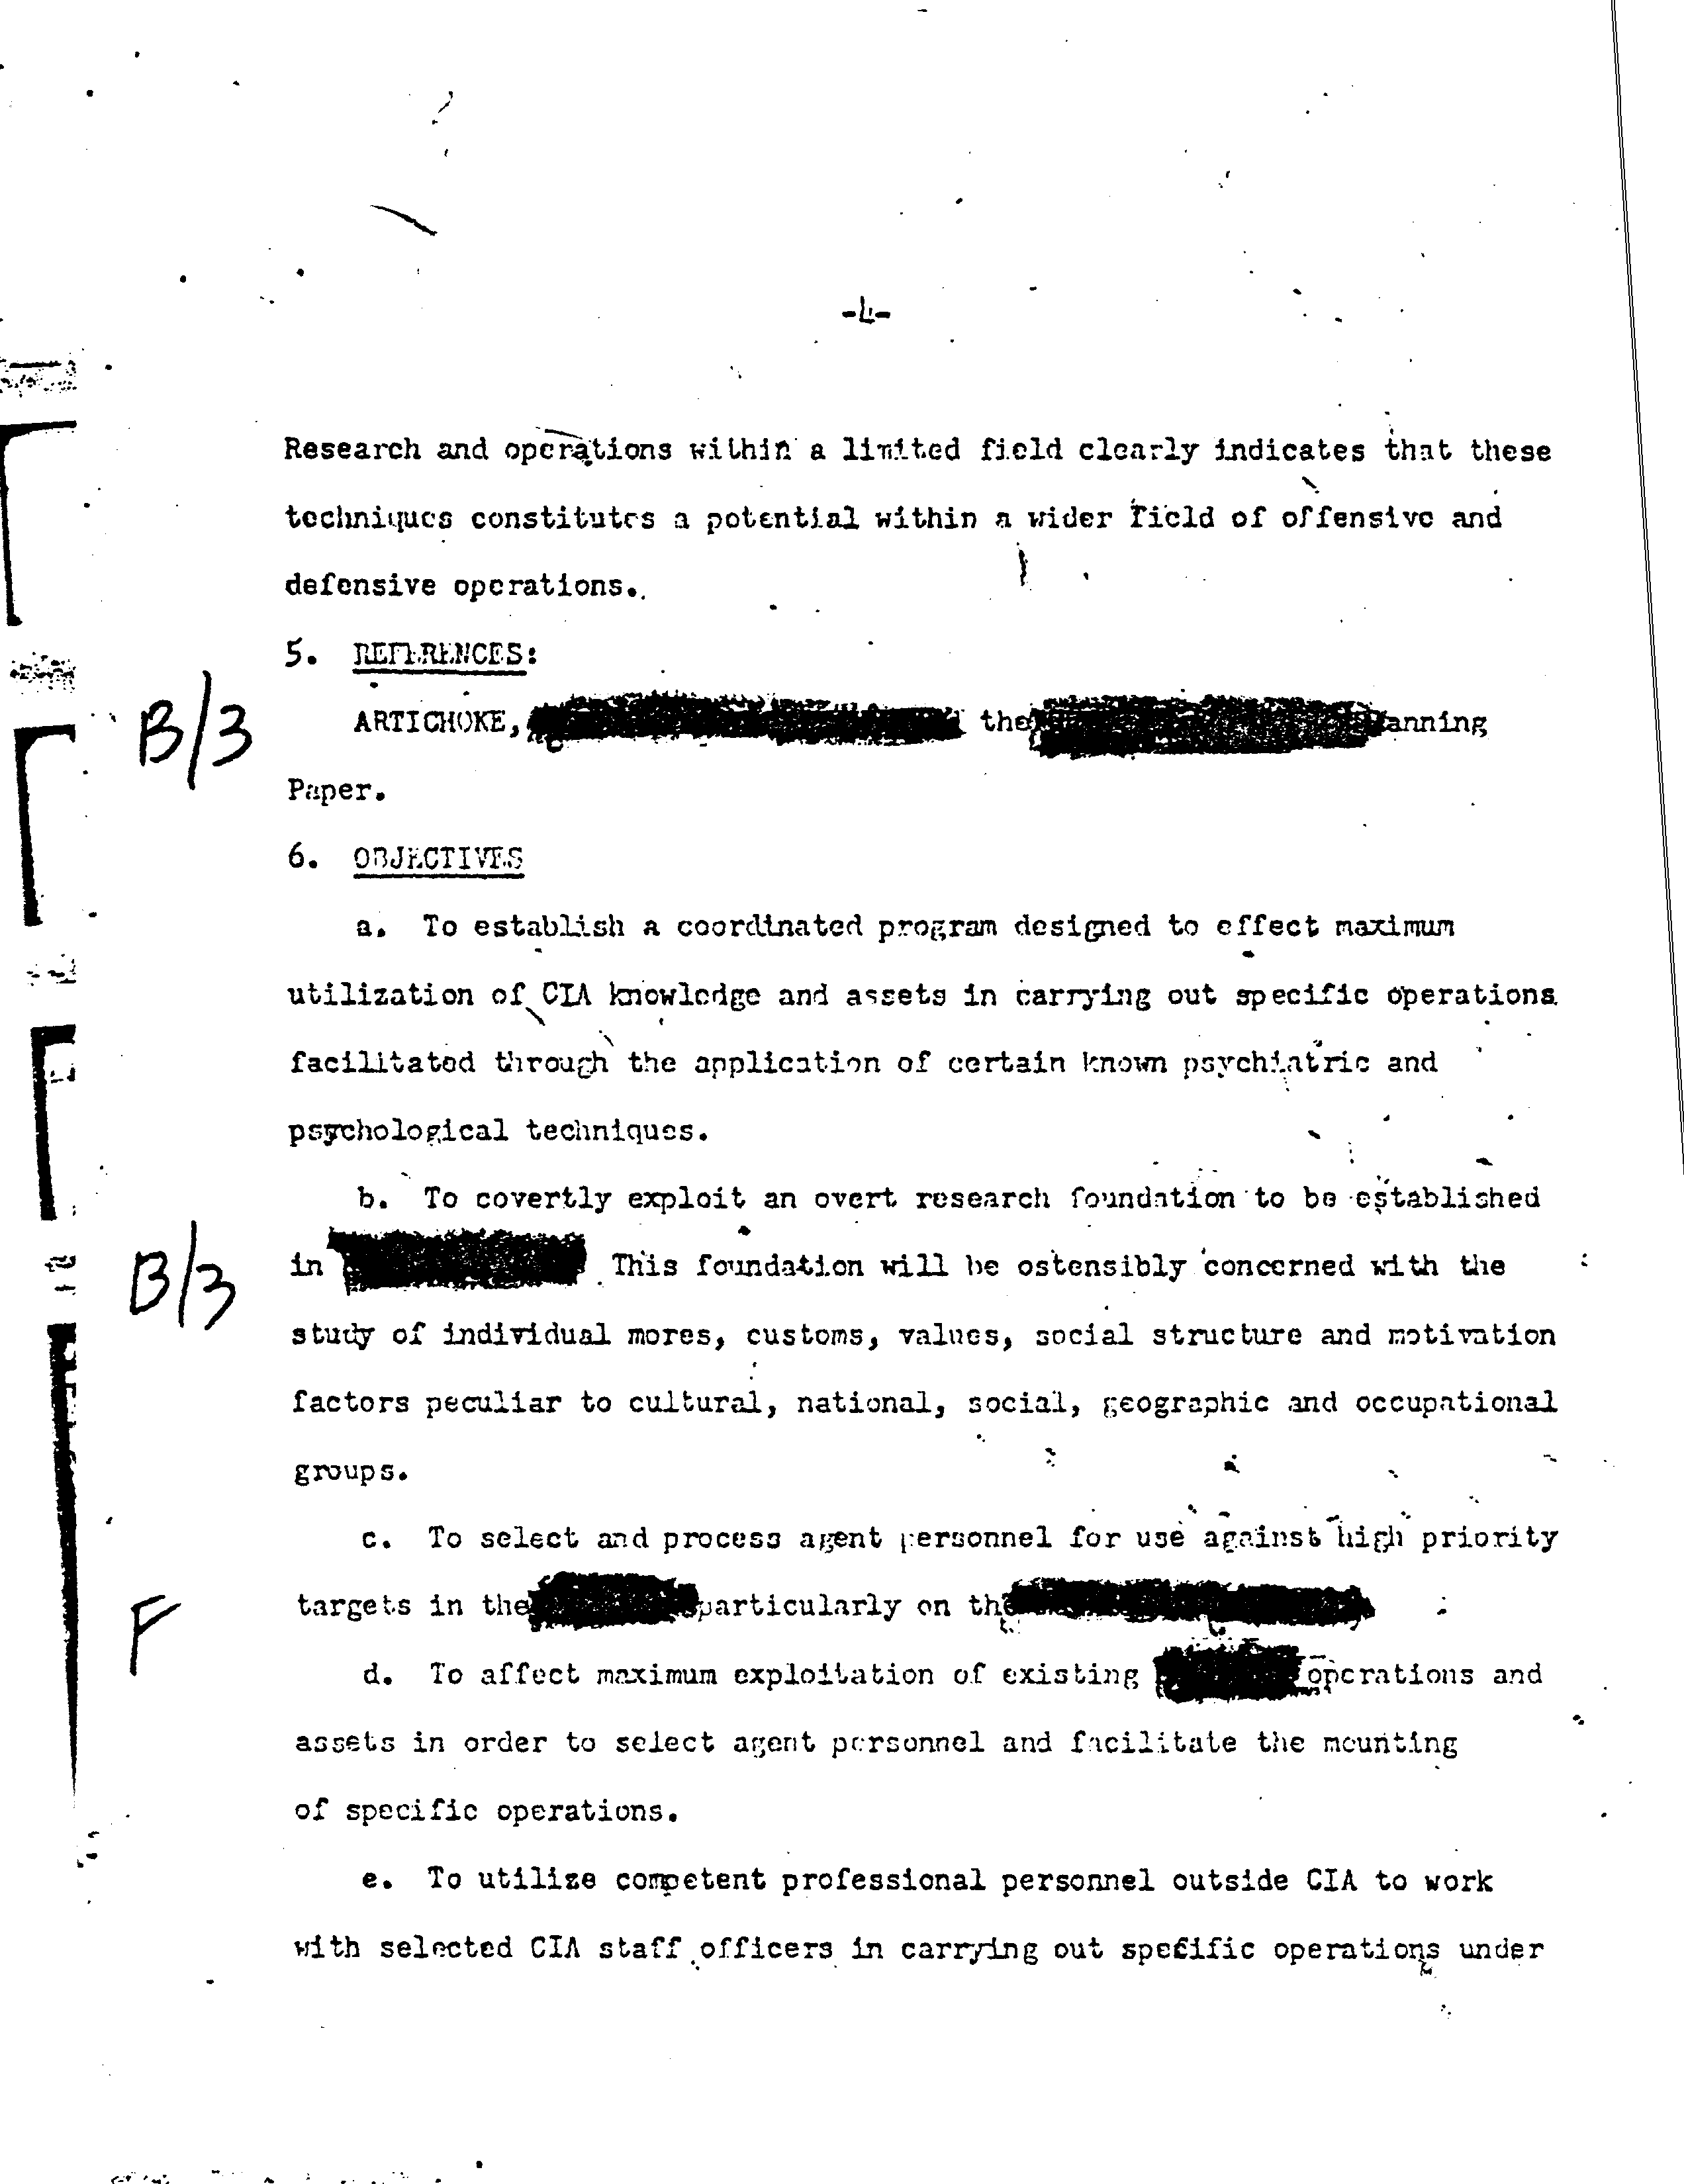 -4-
Research and operations within a limited field clearly indicates that these
techniques constitutes a potential within a wider field of offensive and
defensive operations.
5. REFERENCES:
B/3
ARTICHOKE, the anning
Paper.
6. OBJECTIVES
a. To establish a coordinated program designed to effect maximum
utilization of CIA knowledge and assets in carrying out specific operations
facilitated through the application of certain known psychiatric and
psychological techniques.
b. To covertly exploit an overt research foundation to be established
B/3
in This foundation will be ostensibly concerned with the
study of individual mores, customs, values, social structure and motivation
factors peculiar to cultural, national, social, geographic and occupational
groups.
c. To select and process agent personnel for use against high priority
F
targets in the particularly on the
d. To affect maximum exploitation of existing operations and
assets in order to select agent personnel and facilitate the mounting
of specific operations.
e. To utilize competent professional personnel outside CIA to work
with selected CIA staff officers in carrying out specific operations under